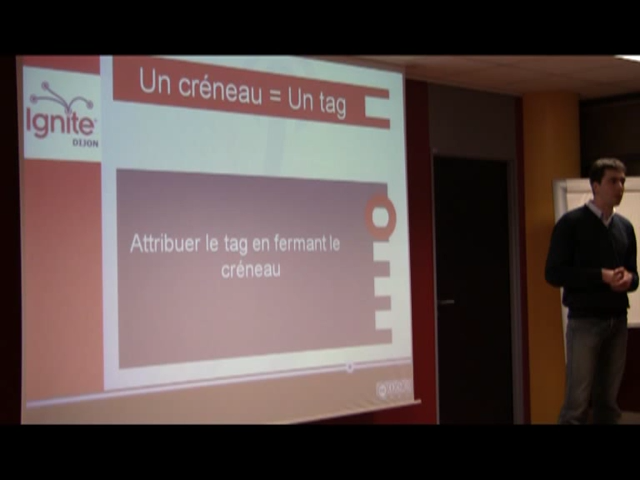 Un créneau = Un tag
Ignite
DIJON
Attribuer le tag en fermant le
créneau